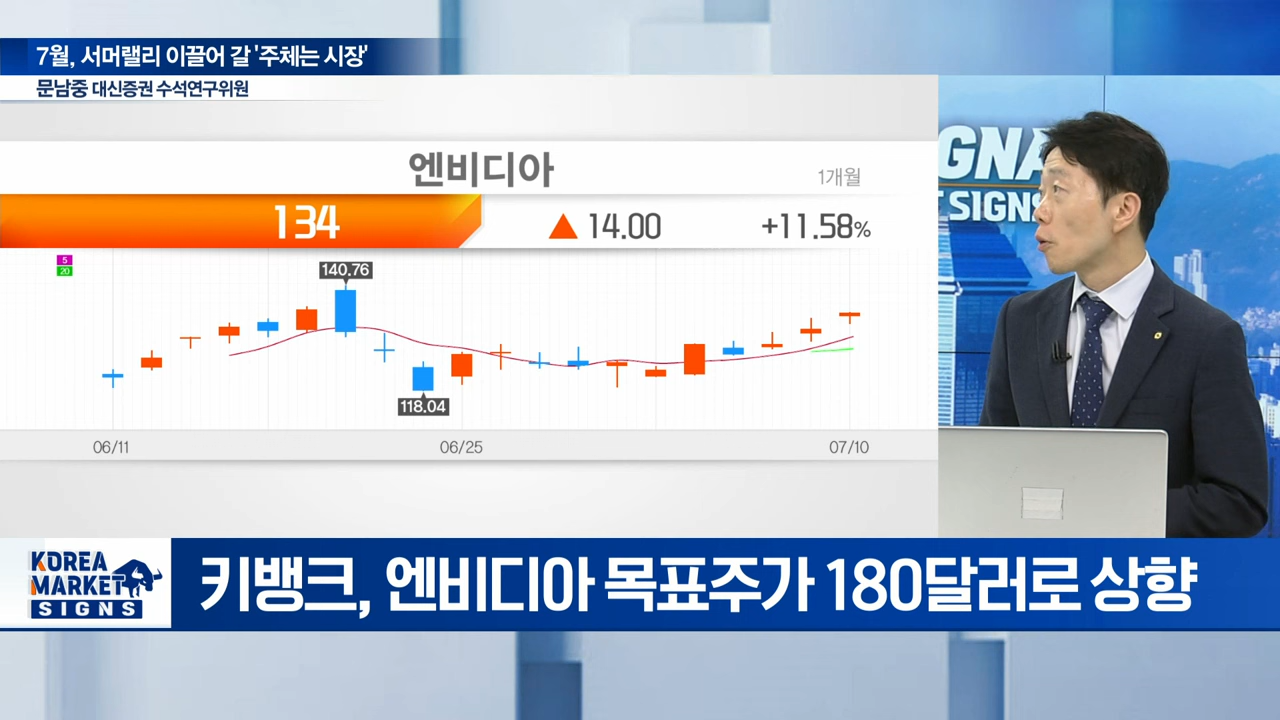 7월, 서머랠리 이끌어 갈 '주체는 시장'
문남중 대신증권 수석연구위원
엔비디아
1개월
134 ▲ 14.00 +11.58%
5
20
140.76
118.04
06/11 06/25 07/10
SIGNS
KOREA
MARKET
SIGNS
키뱅크, 엔비디아 목표주가 180달러로 상향